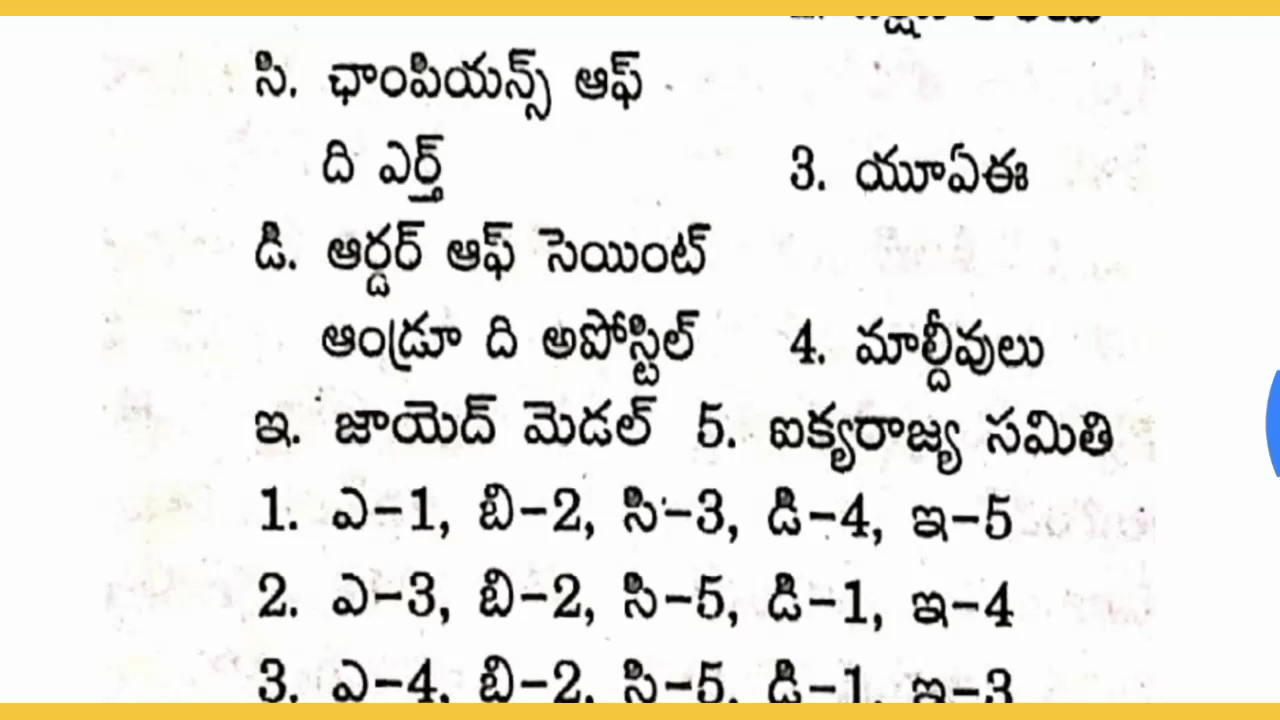 సి. ఛాంపియన్స్ ఆఫ్
ది ఎర్త్ 3. యూఏఈ
డి. ఆర్డర్ ఆఫ్ సెయింట్
ఆండ్రూ ది అపోస్టిల్ 4. మాల్దీవులు
ఇ. జాయెద్ మెడల్ 5. ఐక్యరాజ్య సమితి
1. ఎ-1, బి-2, సి-3, డి-4, ఇ-5
2. ఎ-3, బి-2, సి-5, డి-1, ఇ-4
3. ఎ-4, బి-2, సి-5, డి-1, ఇ-3